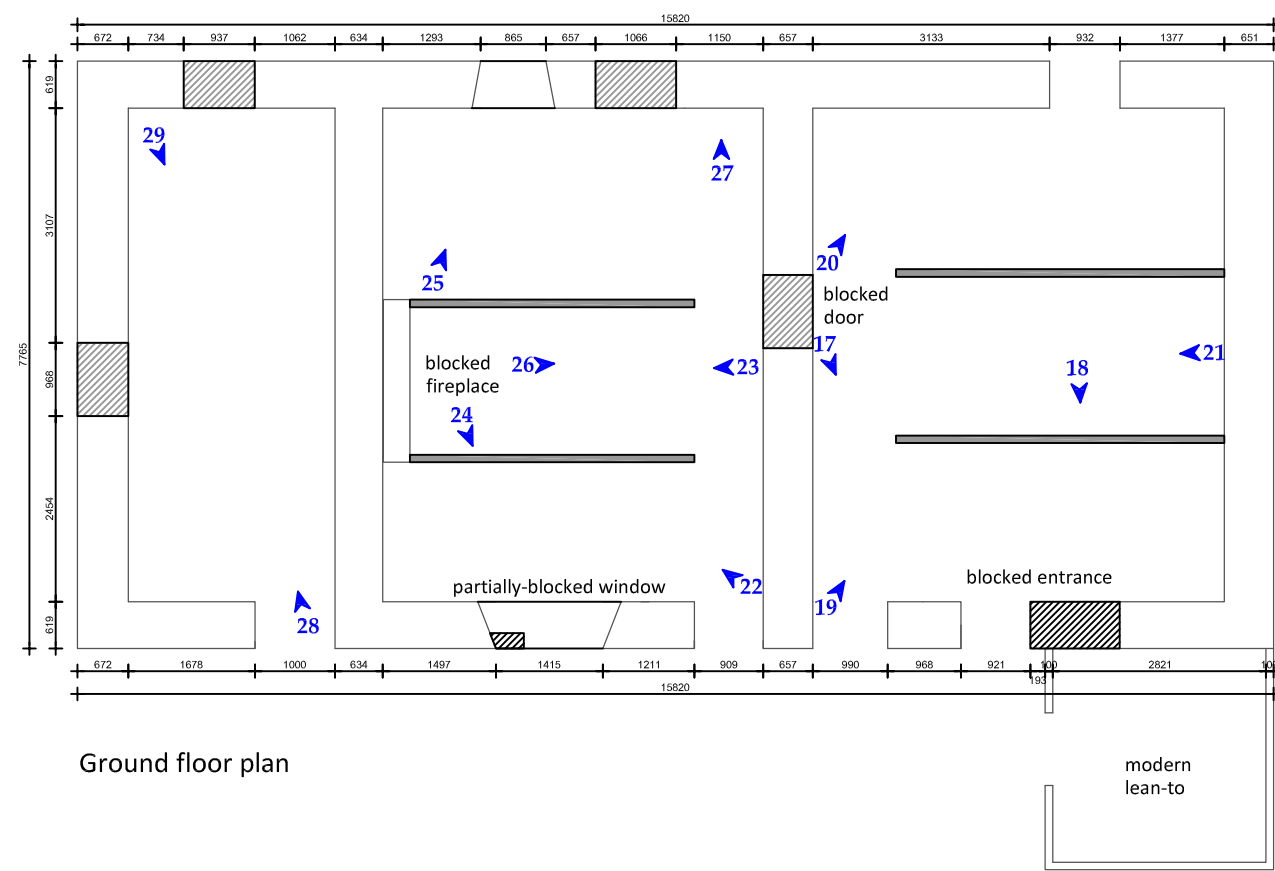 15820
672 734 937 1062 634 1293 865 657 1066 1150 657 3133 932 1377 651
619
3107
7765
968
2454
619
29
27
25
20
blocked
door
17
blocked
fireplace
26
23
21
18
24
22
partially-blocked window
blocked entrance
19
28
672 1678 1000 634 1497 1415 1211 909 657 990 968 921 100 2821
193
15820
Ground floor plan
modern
lean-to